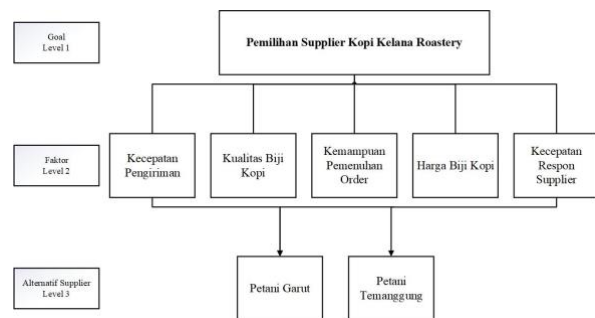 Goal
Level 1
Pemilihan Supplier Kopi Kelana Roastery
Faktor
Level 2
Kecepatan
Pengiriman
Kualitas Biji
Kopi
Kemampuan
Pemenuhan
Order
Harga Biji Kopi
Kecepatan
Respon
Supplier
Alternatif Supplier
Level 3
Petani Garut
Petani
Temanggung